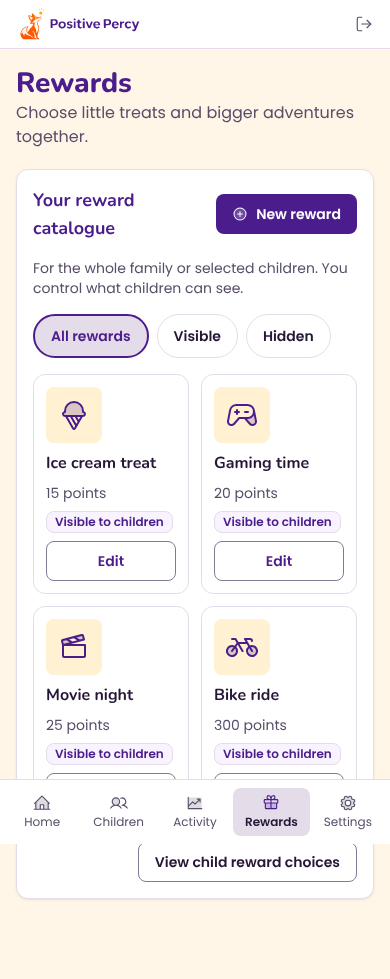 Positive Percy
Rewards
Choose little treats and bigger adventures
together.
Your reward
catalogue
New reward
For the whole family or selected children. You
control what children can see.
All rewards
Visible
Hidden
Ice cream treat
15 points
Visible to children
Edit
Gaming time
20 points
Visible to children
Edit
Movie night
25 points
Visible to children
Bike ride
300 points
Visible to children
Home
Children
Activity
Rewards
Settings
View child reward choices